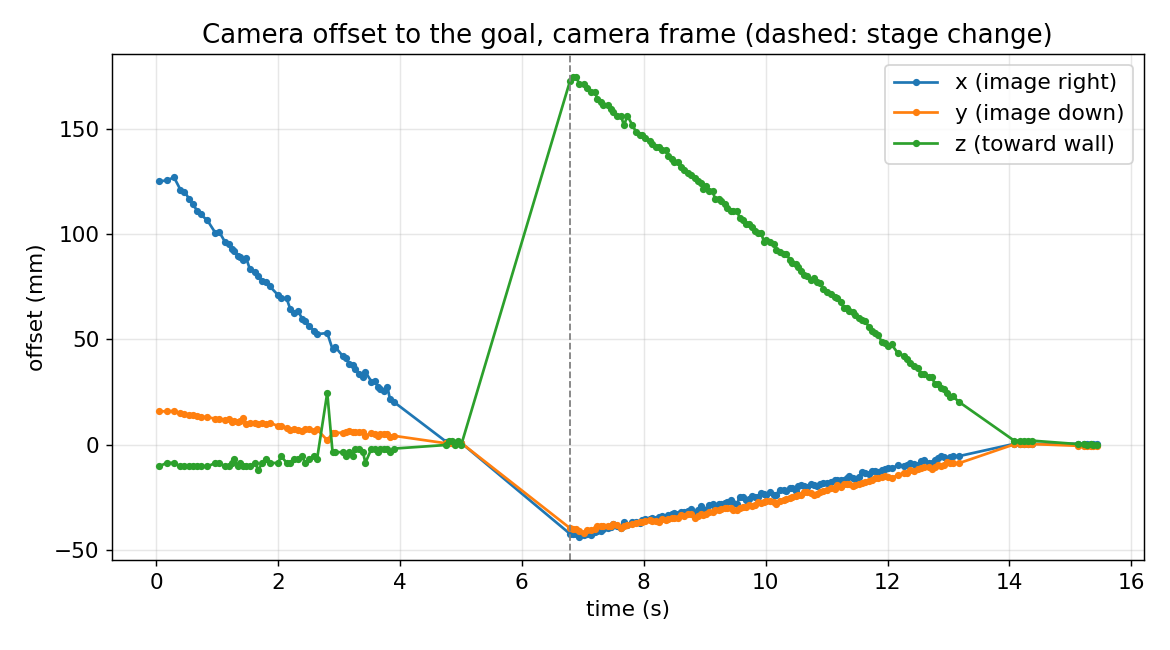 Camera offset to the goal, camera frame (dashed: stage change)
x (image right)
y (image down)
z (toward wall)
offset (mm)
150
100
50
0
−50
0 2 4 6 8 10 12 14 16
time (s)